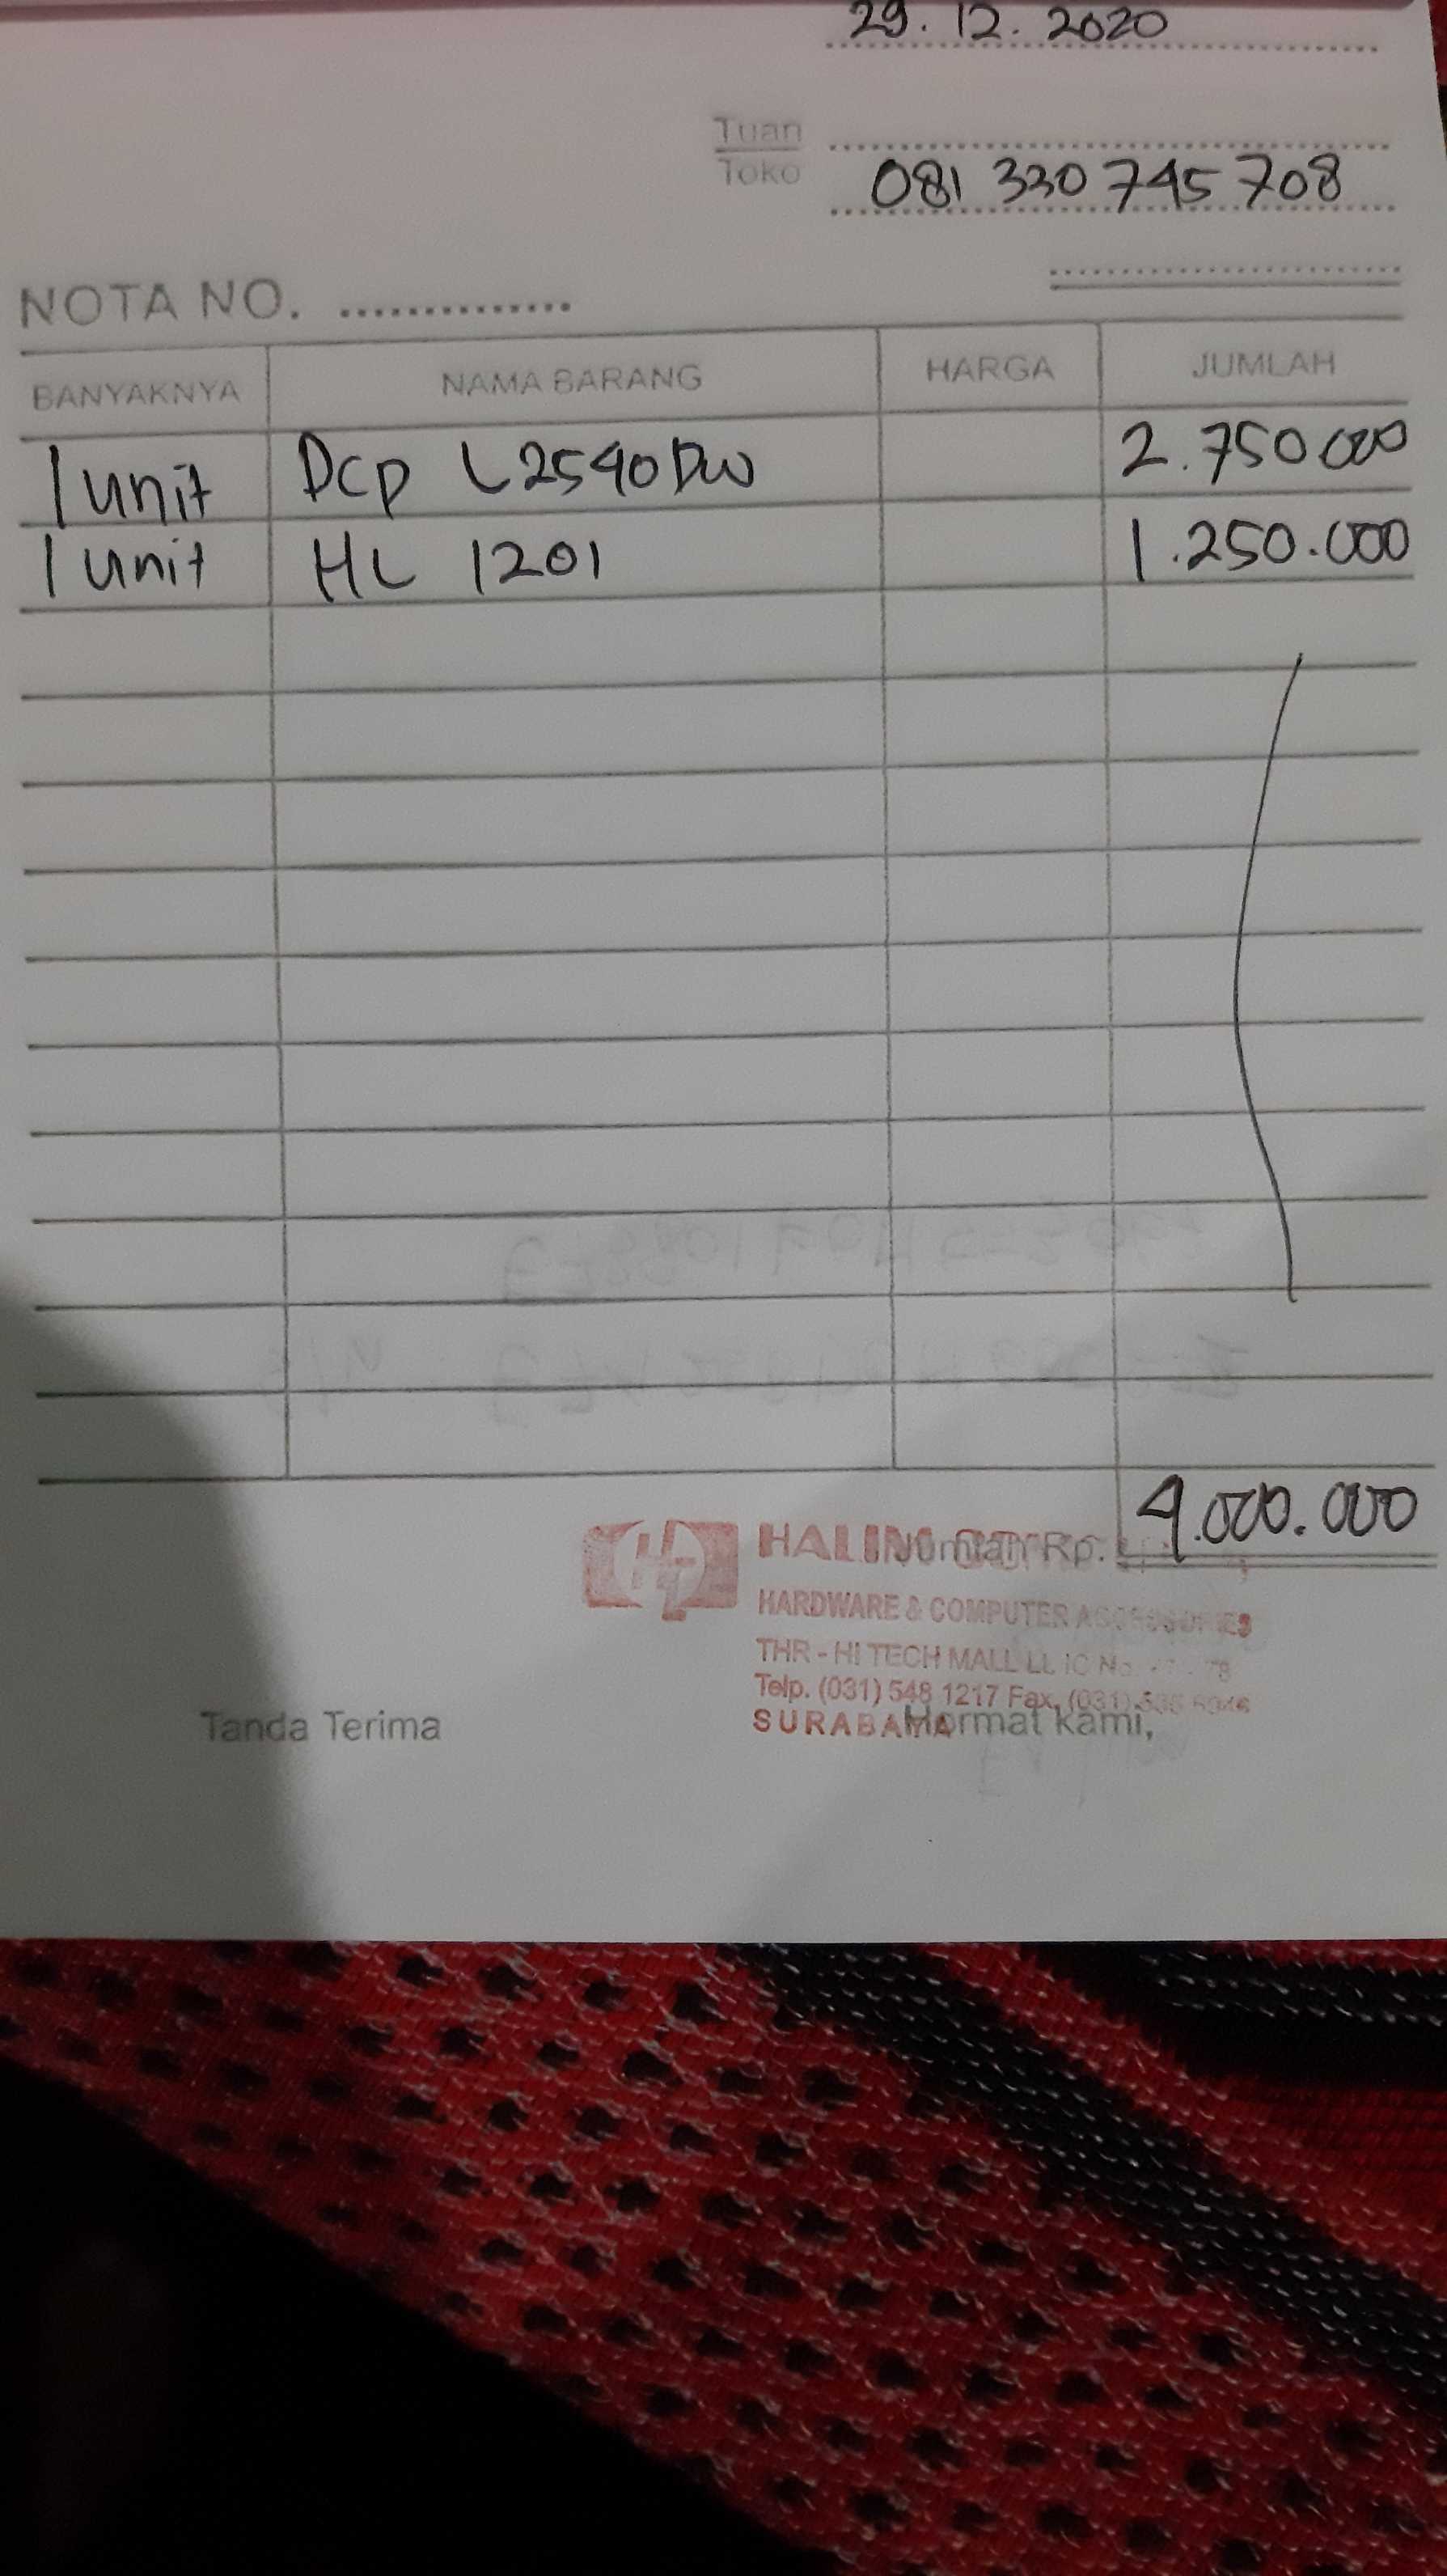 29.12.2020
Tuan
Toko
081 330 745 708
NOTA NO. ..............
BANYAKNYA NAMA BARANG HARGA JUMLAH
1 unit DCP L2540DW 2.750.000
1 unit HL 1201 1.250.000
Jumlah Rp. 4.000.000
HARDWARE & COMPUTER
THR - HI TECH MALL
Telp. (031) 548 1217 Fax. (031)
SURABAYA
Tanda Terima Hormat kami,